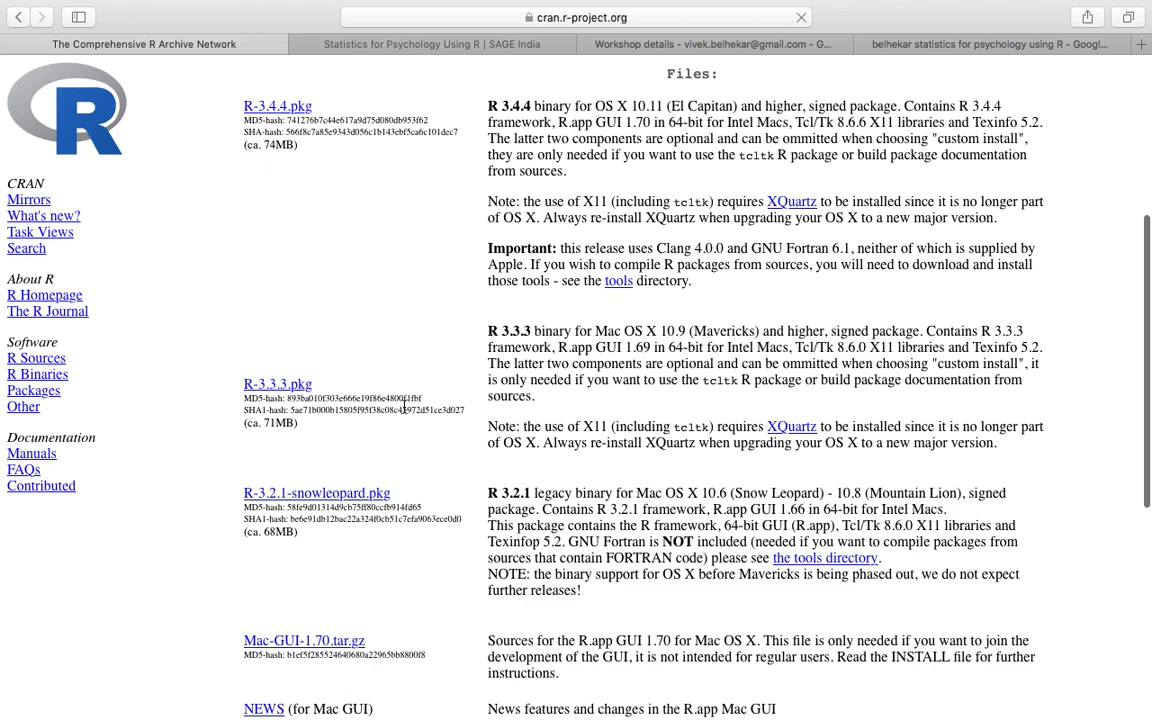 cran.r-project.org
The Comprehensive R Archive Network
Statistics for Psychology Using R | SAGE India
Workshop details - vivek.belhekar@gmail.com - G...
belhekar statistics for psychology using R - Googl...
R
CRAN
Mirrors
What's new?
Task Views
Search
About R
R Homepage
The R Journal
Software
R Sources
R Binaries
Packages
Other
Documentation
Manuals
FAQs
Contributed
Files:
R-3.4.4.pkg
MD5-hash: 741276b7c44e617a9d75d080db953f62
SHA-hash: 566f8c7a85e9343d056c1b143ebf5ca6c101dec7
(ca. 74MB)
R 3.4.4 binary for OS X 10.11 (El Capitan) and higher, signed package. Contains R 3.4.4
framework, R.app GUI 1.70 in 64-bit for Intel Macs, Tcl/Tk 8.6.6 X11 libraries and Texinfo 5.2.
The latter two components are optional and can be ommitted when choosing "custom install",
they are only needed if you want to use the tcltk R package or build package documentation
from sources.
Note: the use of X11 (including tcltk) requires XQuartz to be installed since it is no longer part
of OS X. Always re-install XQuartz when upgrading your OS X to a new major version.
Important: this release uses Clang 4.0.0 and GNU Fortran 6.1, neither of which is supplied by
Apple. If you wish to compile R packages from sources, you will need to download and install
those tools - see the tools directory.
R-3.3.3.pkg
MD5-hash: 893ba010f303e666e19f86e4800f1fbf
SHA1-hash:
(ca. 71MB)
R 3.3.3 binary for Mac OS X 10.9 (Mavericks) and higher, signed package. Contains R 3.3.3
framework, R.app GUI 1.69 in 64-bit for Intel Macs, Tcl/Tk 8.6.0 X11 libraries and Texinfo 5.2.
The latter two components are optional and can be ommitted when choosing "custom install", it
is only needed if you want to use the tcltk R package or build package documentation from
sources.
Note: the use of X11 (including tcltk) requires XQuartz to be installed since it is no longer part
of OS X. Always re-install XQuartz when upgrading your OS X to a new major version.
R-3.2.1-snowleopard.pkg
MD5-hash: 58fe9d01314d9cb75ff80ccfb914fd65
SHA1-hash: be6e91db12bac22a324f0cb51c7efa9063ece0d0
(ca. 68MB)
R 3.2.1 legacy binary for Mac OS X 10.6 (Snow Leopard) - 10.8 (Mountain Lion), signed
package. Contains R 3.2.1 framework, R.app GUI 1.66 in 64-bit for Intel Macs.
This package contains the R framework, 64-bit GUI (R.app), Tcl/Tk 8.6.0 X11 libraries and
Texinfop 5.2. GNU Fortran is NOT included (needed if you want to compile packages from
sources that contain FORTRAN code) please see the tools directory.
NOTE: the binary support for OS X before Mavericks is being phased out, we do not expect
further releases!
Mac-GUI-1.70.tar.gz
MD5-hash: b1ef5f285524640680a22965bb8800f8
Sources for the R.app GUI 1.70 for Mac OS X. This file is only needed if you want to join the
development of the GUI, it is not intended for regular users. Read the INSTALL file for further
instructions.
NEWS (for Mac GUI)
News features and changes in the R.app Mac GUI